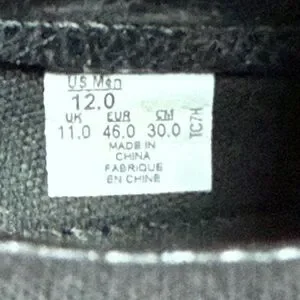 US Men
12.0
UK EUR CM
11.0 46.0 30.0
MADE IN
CHINA
FABRIQUE
EN CHINE
TC7H